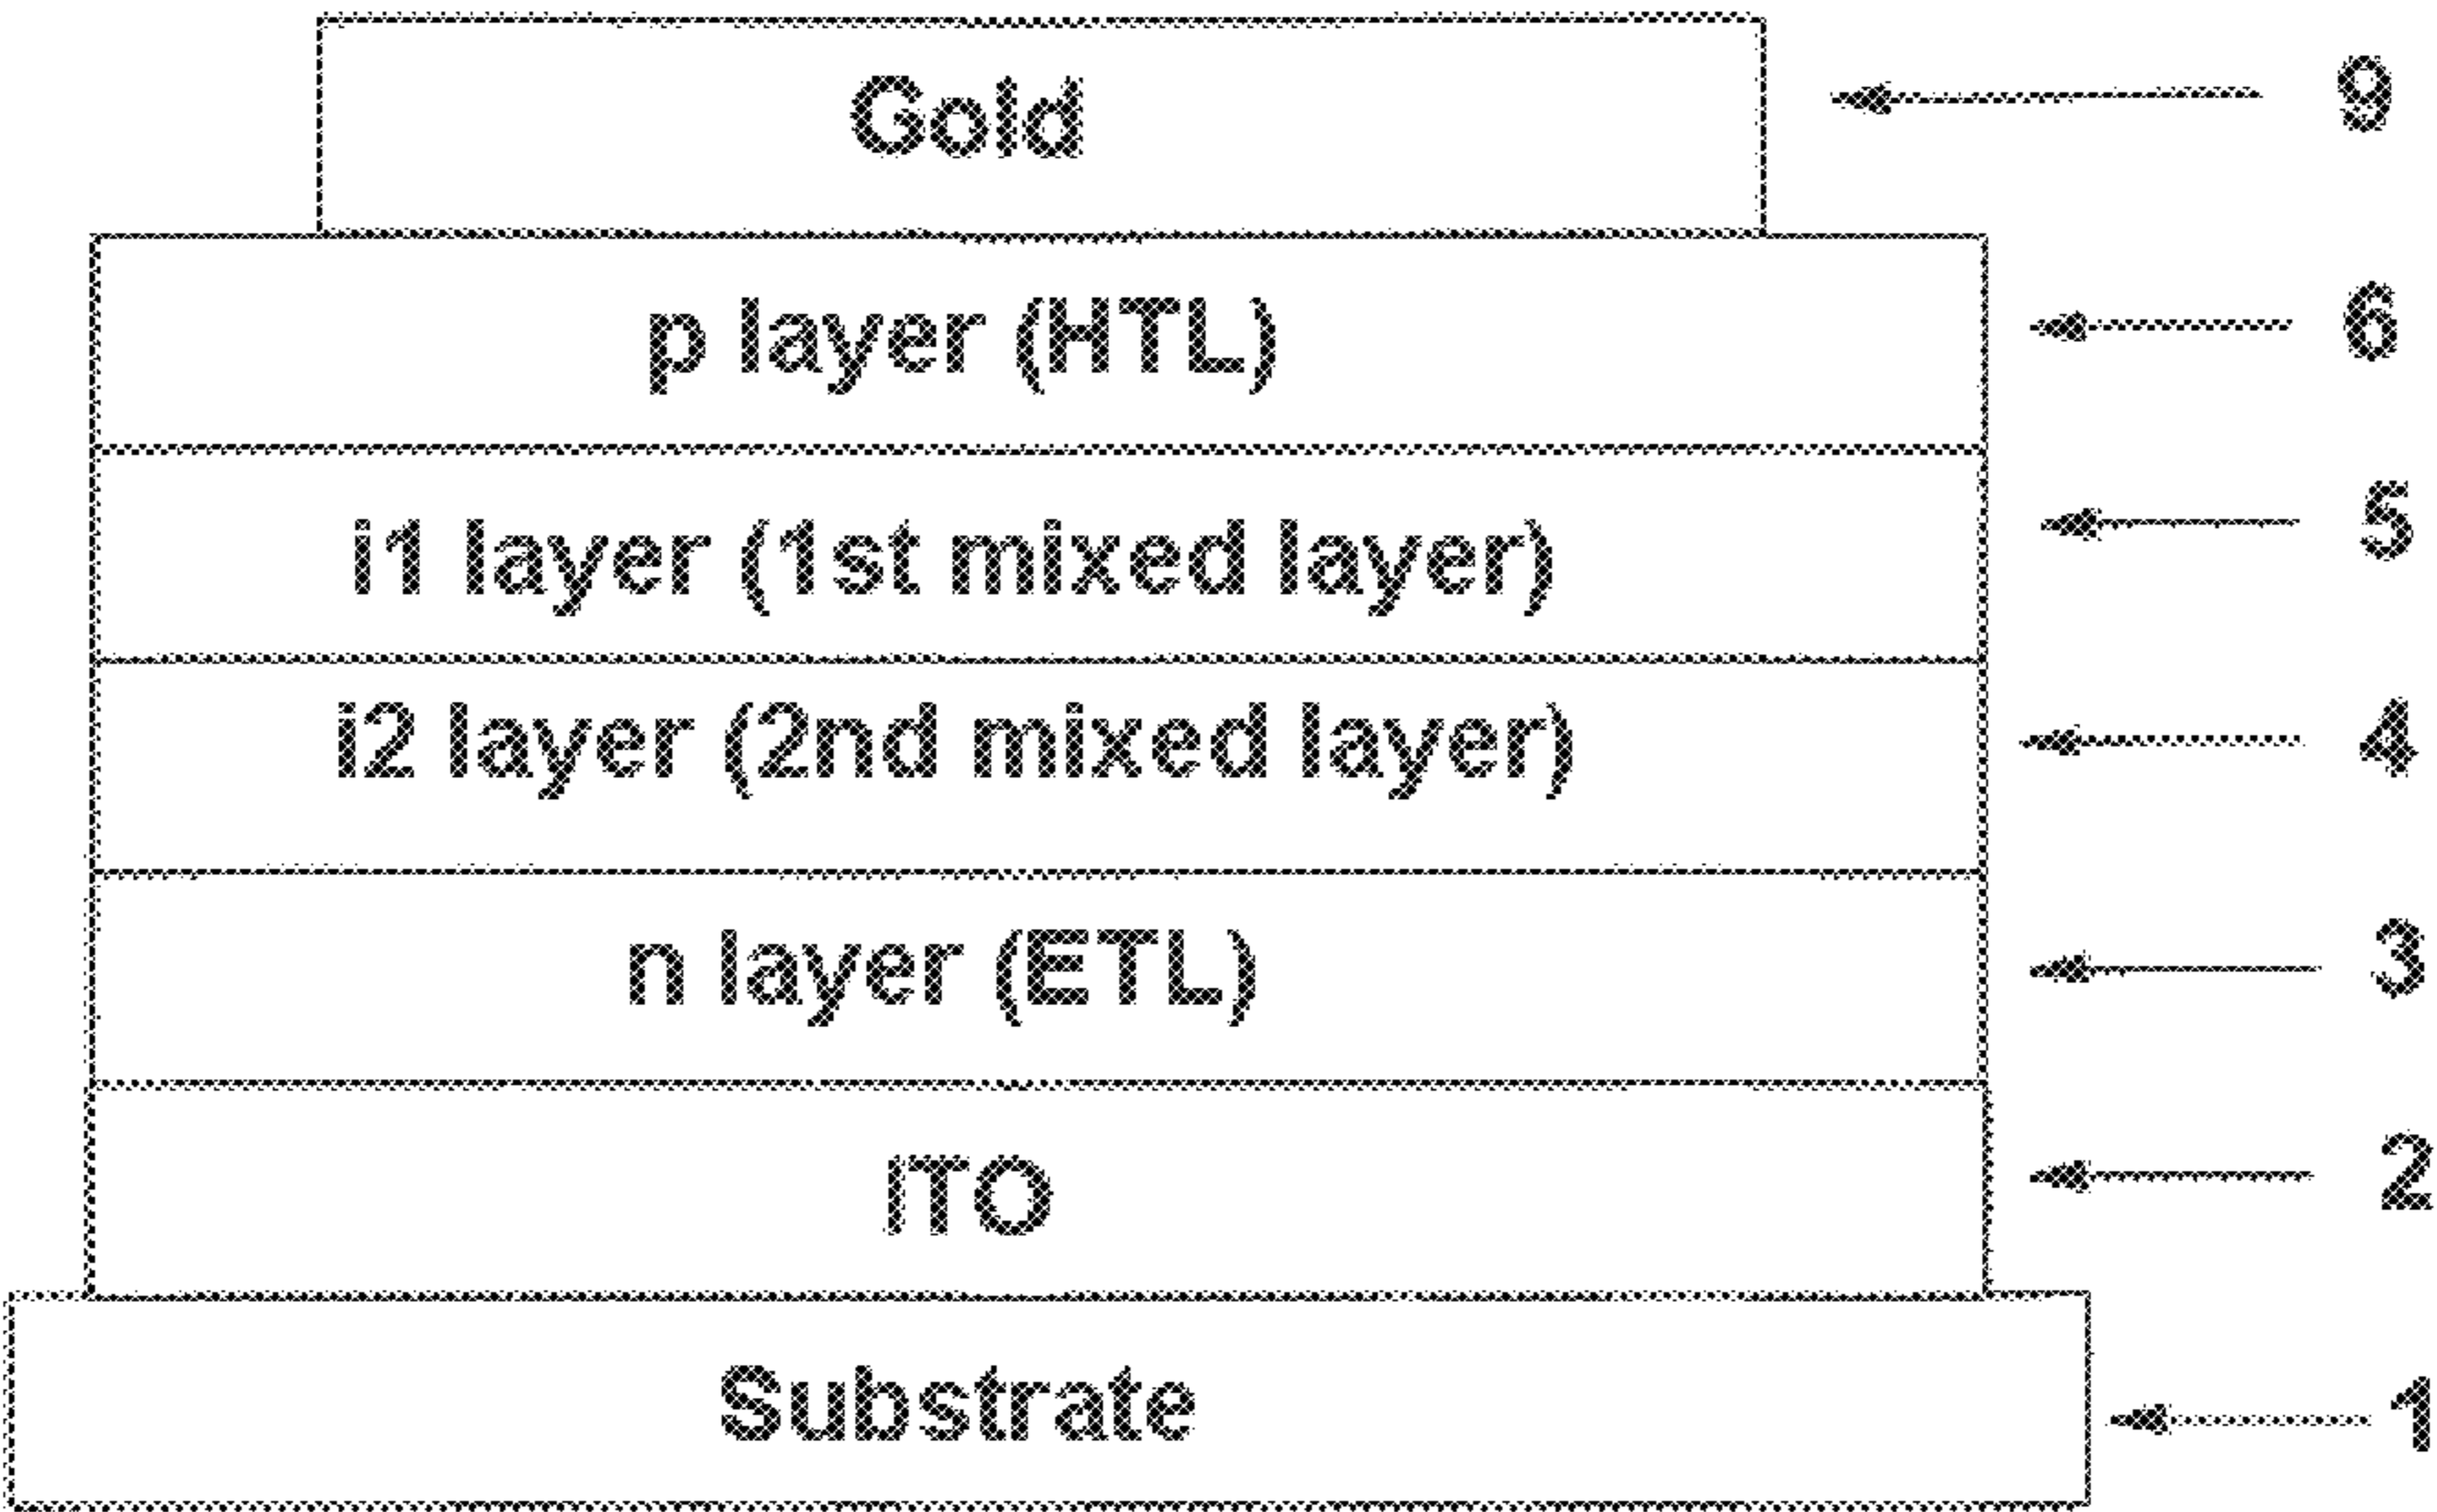 Gold 9
p layer (HTL) 6
i1 layer (1st mixed layer) 5
i2 layer (2nd mixed layer) 4
n layer (ETL) 3
ITO 2
Substrate 1